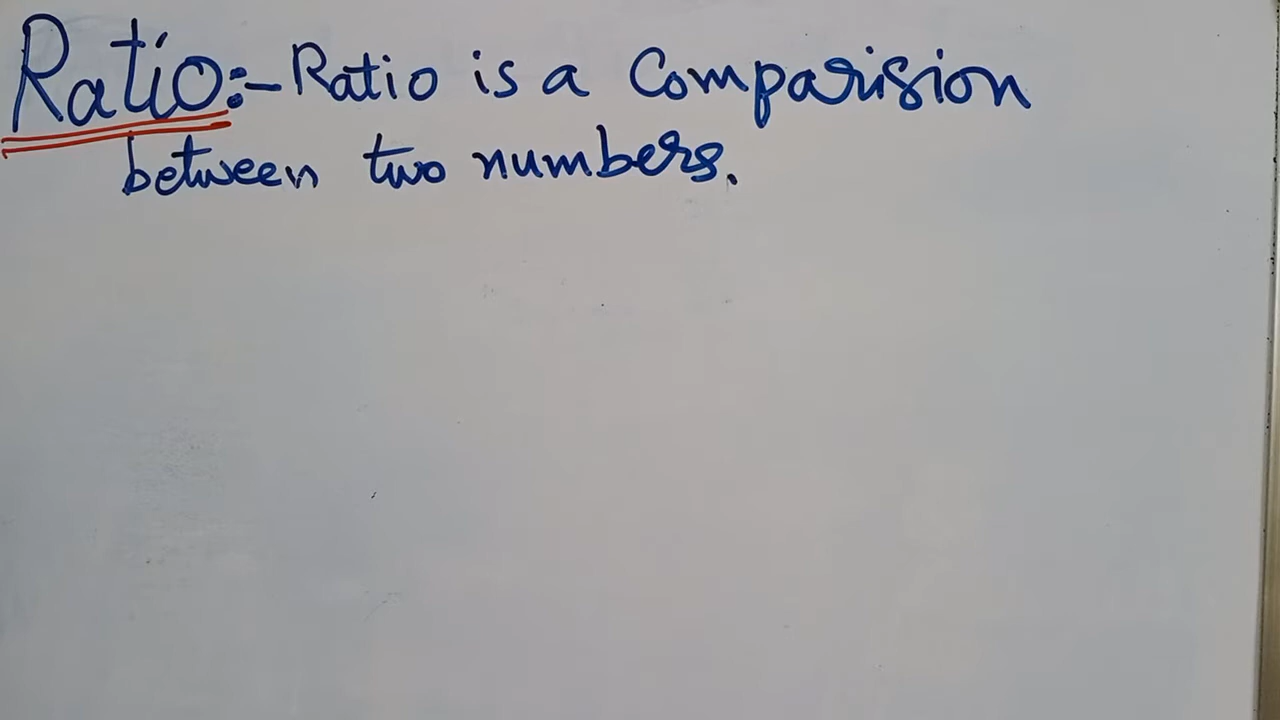 Ratio:- Ratio is a Comparision
between two numbers.